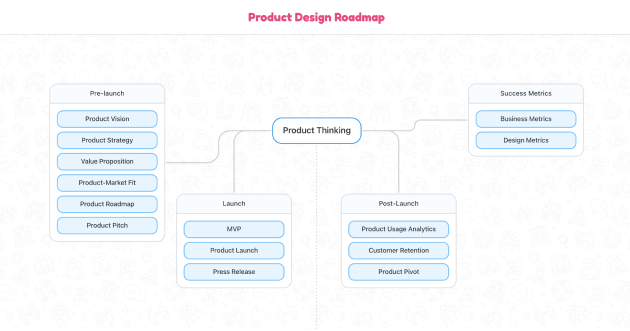 Product Design Roadmap
Pre-launch
Product Vision
Product Strategy
Value Proposition
Product-Market Fit
Product Roadmap
Product Pitch
Product Thinking
Launch
MVP
Product Launch
Press Release
Post-Launch
Product Usage Analytics
Customer Retention
Product Pivot
Success Metrics
Business Metrics
Design Metrics